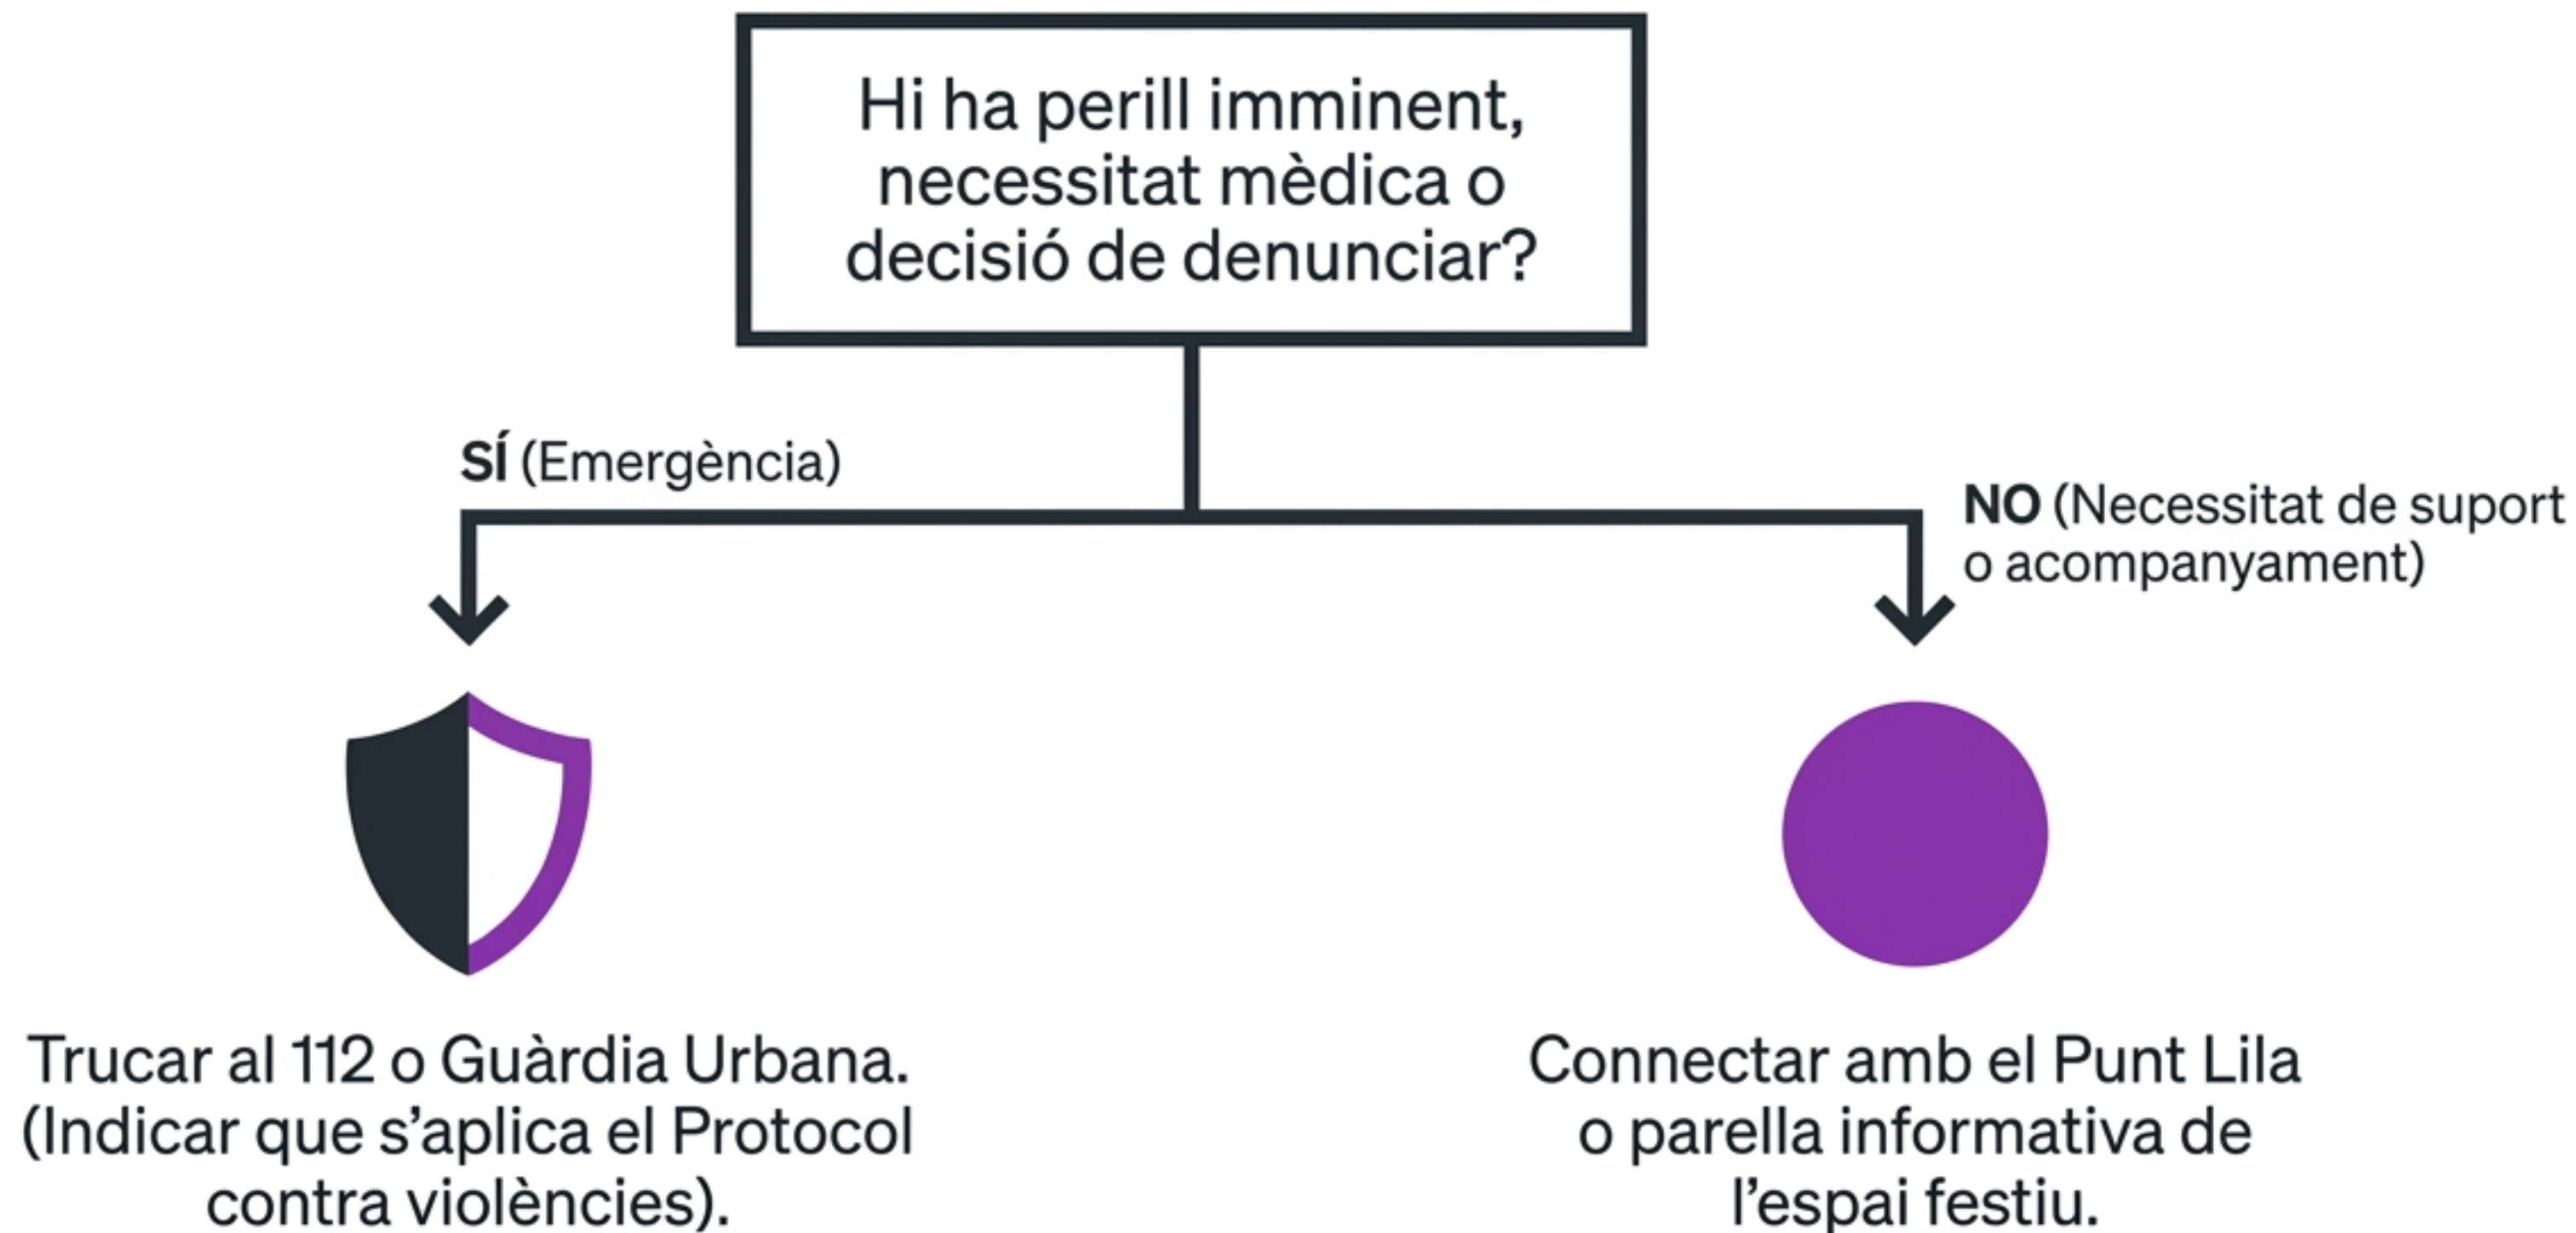 Hi ha perill imminent,
necessitat mèdica o
decisió de denunciar?
SÍ (Emergència)
NO (Necessitat de suport
o acompanyament)
Trucar al 112 o Guàrdia Urbana.
(Indicar que s’aplica el Protocol
contra violències).
Connectar amb el Punt Lila
o parella informativa de
l’espai festiu.